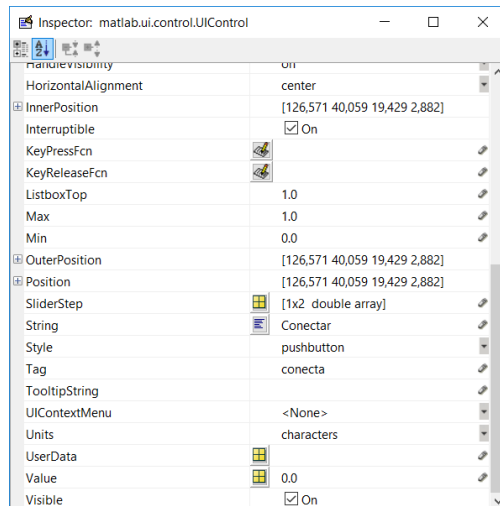 Inspector: matlab.ui.control.UIControl
HandleVisibility on
HorizontalAlignment center
InnerPosition [126,571 40,059 19,429 2,882]
Interruptible On
KeyPressFcn
KeyReleaseFcn
ListboxTop 1.0
Max 1.0
Min 0.0
OuterPosition [126,571 40,059 19,429 2,882]
Position [126,571 40,059 19,429 2,882]
SliderStep [1x2 double array]
String Conectar
Style pushbutton
Tag conecta
TooltipString
UIContextMenu <None>
Units characters
UserData
Value 0.0
Visible On